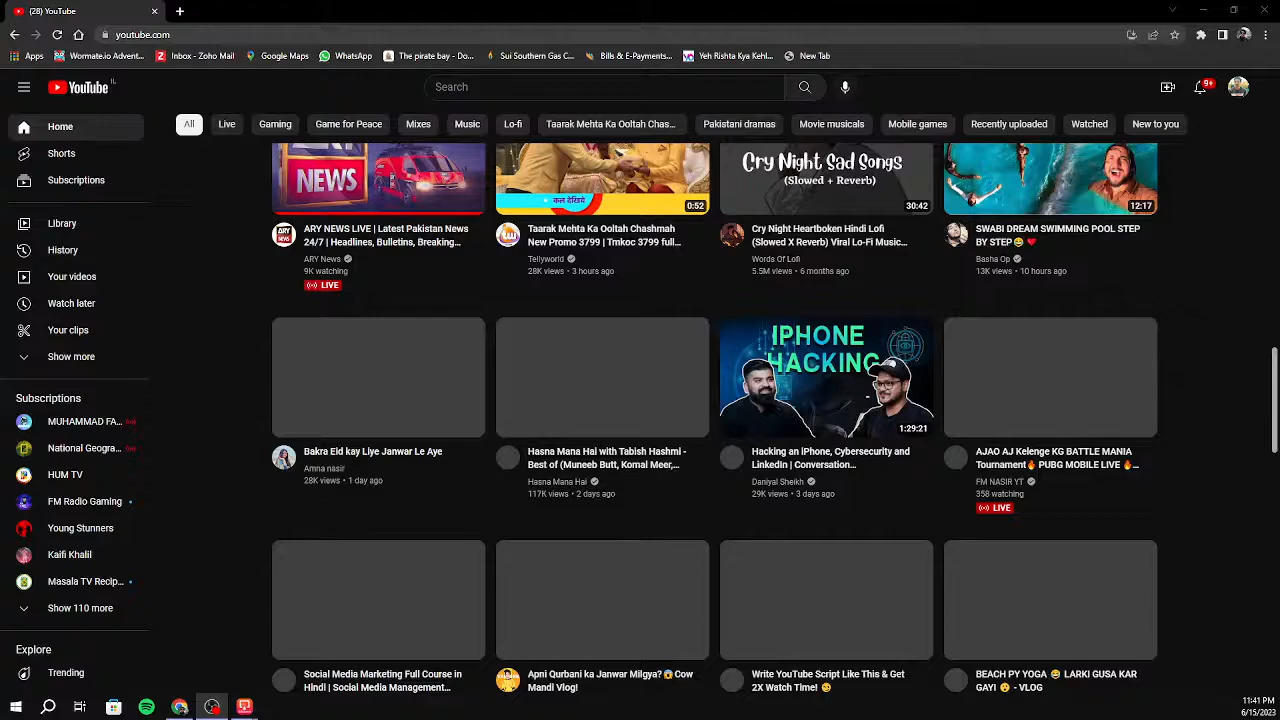 (28) YouTube
youtube.com
Apps
Wormate.io.Advent...
Inbox - Zoho Mail
Google Maps
WhatsApp
The pirate bay - Do...
Sui Southern Gas C...
Bills & E-Payments...
Yeh Rishta Kya Kehl...
New Tab
YouTube IL
Search
9+
All
Live
Gaming
Game for Peace
Mixes
Music
Lo-fi
Taarak Mehta Ka Ooltah Chas...
Pakistani dramas
Movie musicals
Mobile games
Recently uploaded
Watched
New to you
Home
Shorts
Subscriptions
Library
History
Your videos
Watch later
Your clips
Show more
Subscriptions
MUHAMMAD FA...
National Geogra...
HUM TV
FM Radio Gaming
Young Stunners
Kaifi Khalil
Masala TV Recip...
Show 110 more
Explore
Trending
NEWS
ARY NEWS LIVE | Latest Pakistan News
24/7 | Headlines, Bulletins, Breaking...
ARY News
9K watching
LIVE
कल देखिये
0:52
Taarak Mehta Ka Ooltah Chashmah
New Promo 3799 | Tmkoc 3799 full...
Tellyworld
28K views • 3 hours ago
Cry Night Sad Songs
(Slowed + Reverb)
30:42
Cry Night Heartboken Hindi Lofi
(Slowed X Reverb) Viral Lo-Fi Music...
Words Of Lofi
5.5M views • 6 months ago
12:17
SWABI DREAM SWIMMING POOL STEP
BY STEP😂❤️
Basha Op
13K views • 10 hours ago
Bakra Eid kay Liye Janwar Le Aye
Amna nasir
28K views • 1 day ago
Hasna Mana Hai with Tabish Hashmi -
Best of (Muneeb Butt, Komal Meer,...
Hasna Mana Hai
117K views • 2 days ago
IPHONE
HACKING
1:29:21
Hacking an iPhone, Cybersecurity and
LinkedIn | Conversation...
Daniyal Sheikh
29K views • 3 days ago
AJAO AJ Kelenge KG BATTLE MANIA
Tournament🔥 PUBG MOBILE LIVE 🔥...
FM NASIR YT
358 watching
LIVE
Social Media Marketing Full Course in
Hindi | Social Media Management...
Apni Qurbani ka Janwar Milgya?😱Cow
Mandi Vlog!
Write YouTube Script Like This & Get
2X Watch Time! 😏
BEACH PY YOGA 😂 LARKI GUSA KAR
GAYI 😮 - VLOG
11:41 PM
6/15/2023